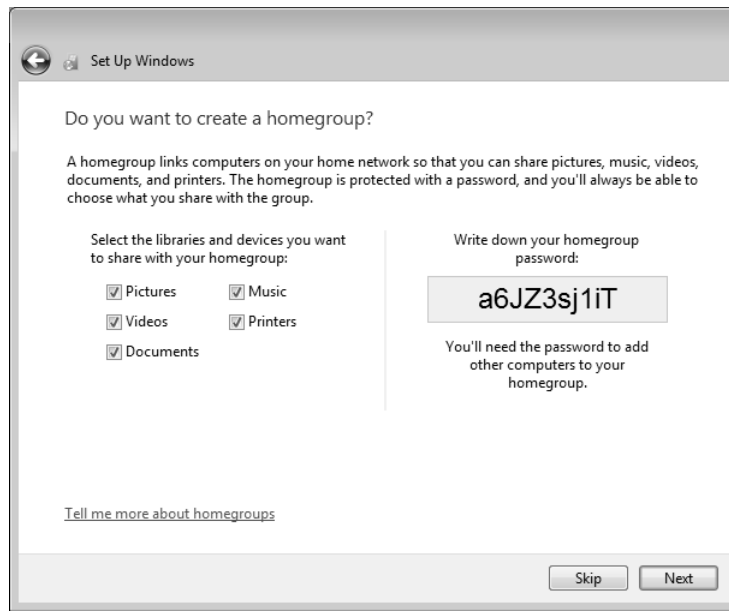 Set Up Windows
Do you want to create a homegroup?
A homegroup links computers on your home network so that you can share pictures, music, videos,
documents, and printers. The homegroup is protected with a password, and you'll always be able to
choose what you share with the group.
Select the libraries and devices you want
to share with your homegroup:
Pictures
Music
Videos
Printers
Documents
Write down your homegroup
password:
a6JZ3sj1iT
You'll need the password to add
other computers to your
homegroup.
Tell me more about homegroups
Skip
Next